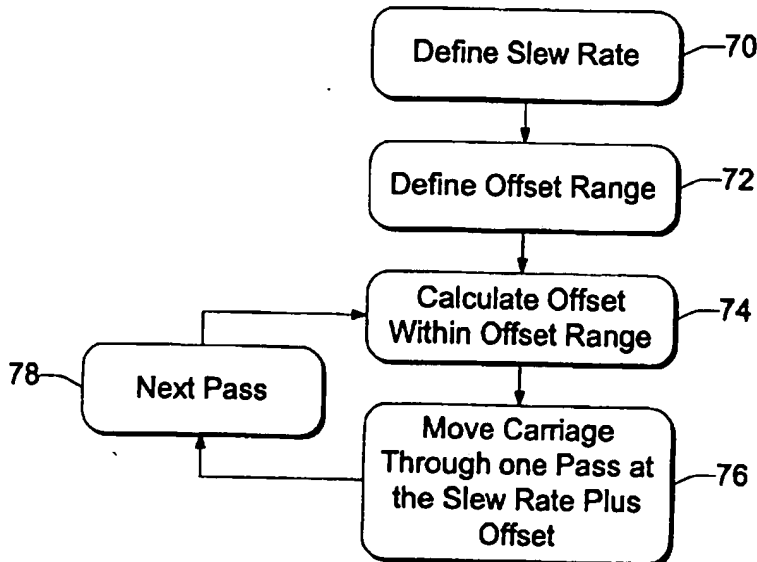 Define Slew Rate
70
Define Offset Range
72
Calculate Offset
Within Offset Range
74
78
Next Pass
Move Carriage
Through one Pass at
the Slew Rate Plus
Offset
76